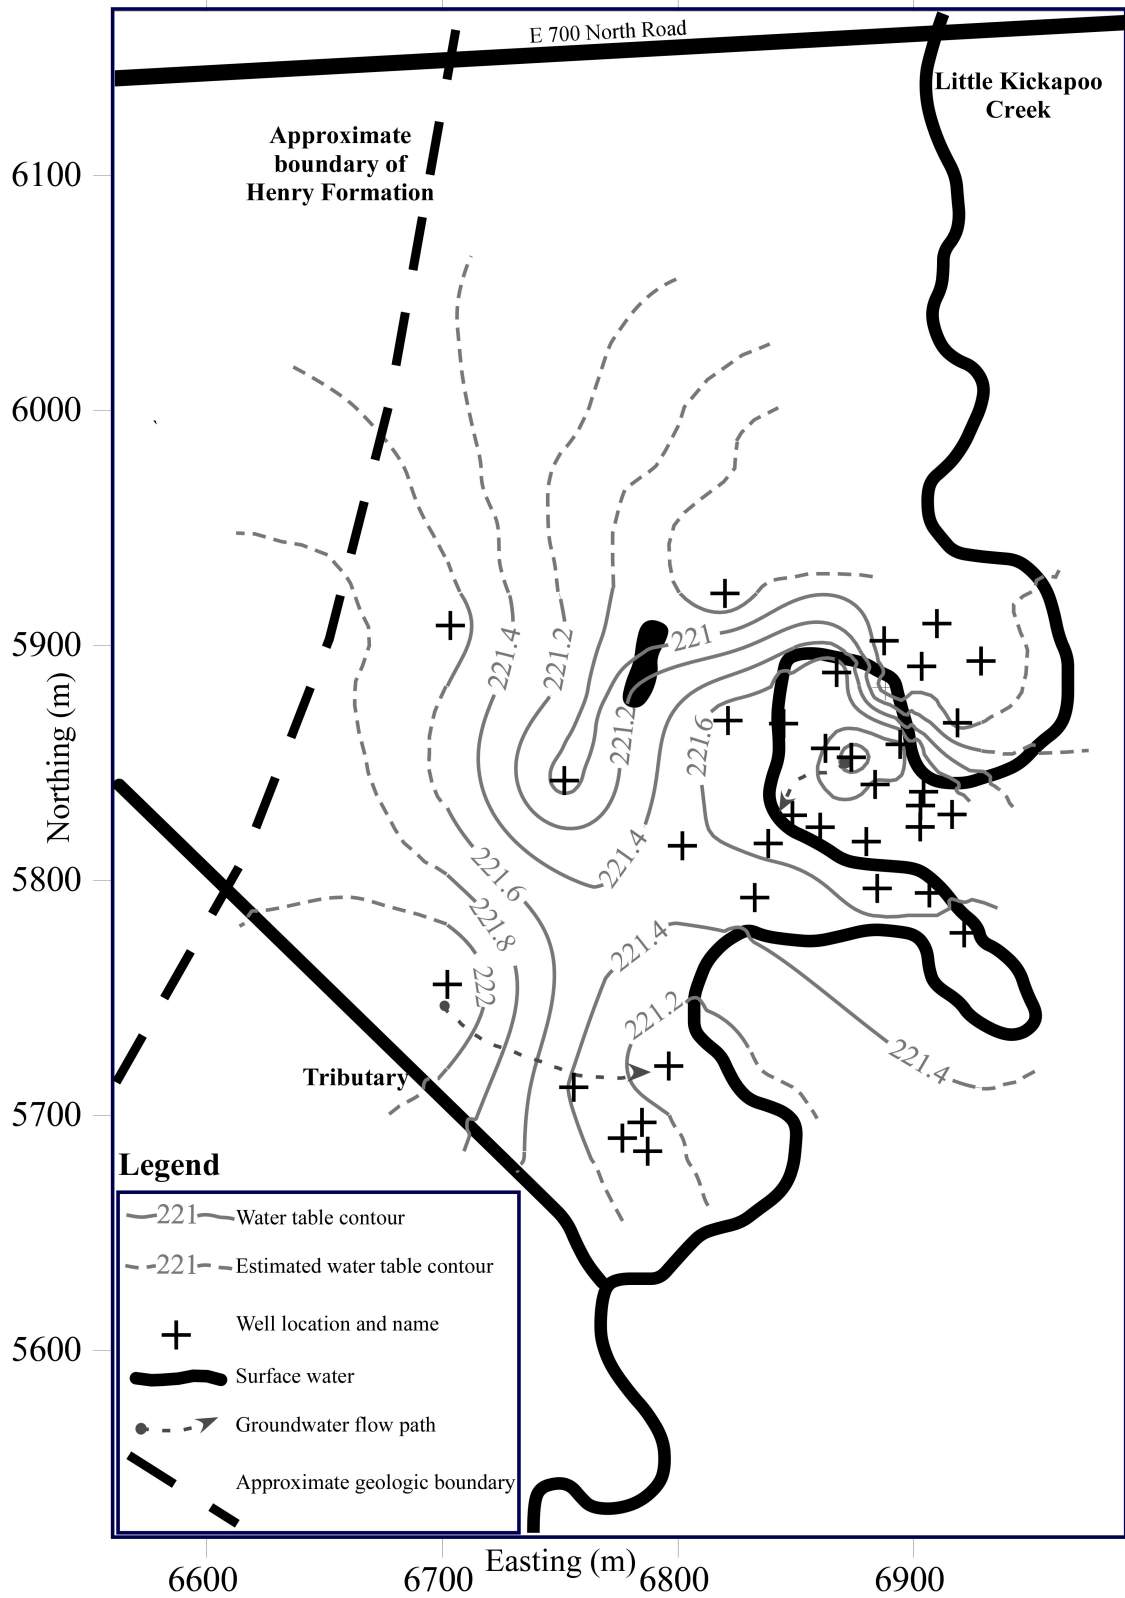 E 700 North Road
Little Kickapoo
Creek
Approximate
boundary of
Henry Formation
6100
6000
5900
5800
5700
5600
Northing (m)
221.4
221.2
221
221.2
221.6
221.4
221.6
221.8
222
221.4
221.2
221.4
Tributary
Legend
221
Water table contour
221
Estimated water table contour
Well location and name
Surface water
Groundwater flow path
Approximate geologic boundary
Easting (m)
6600
6700
6800
6900